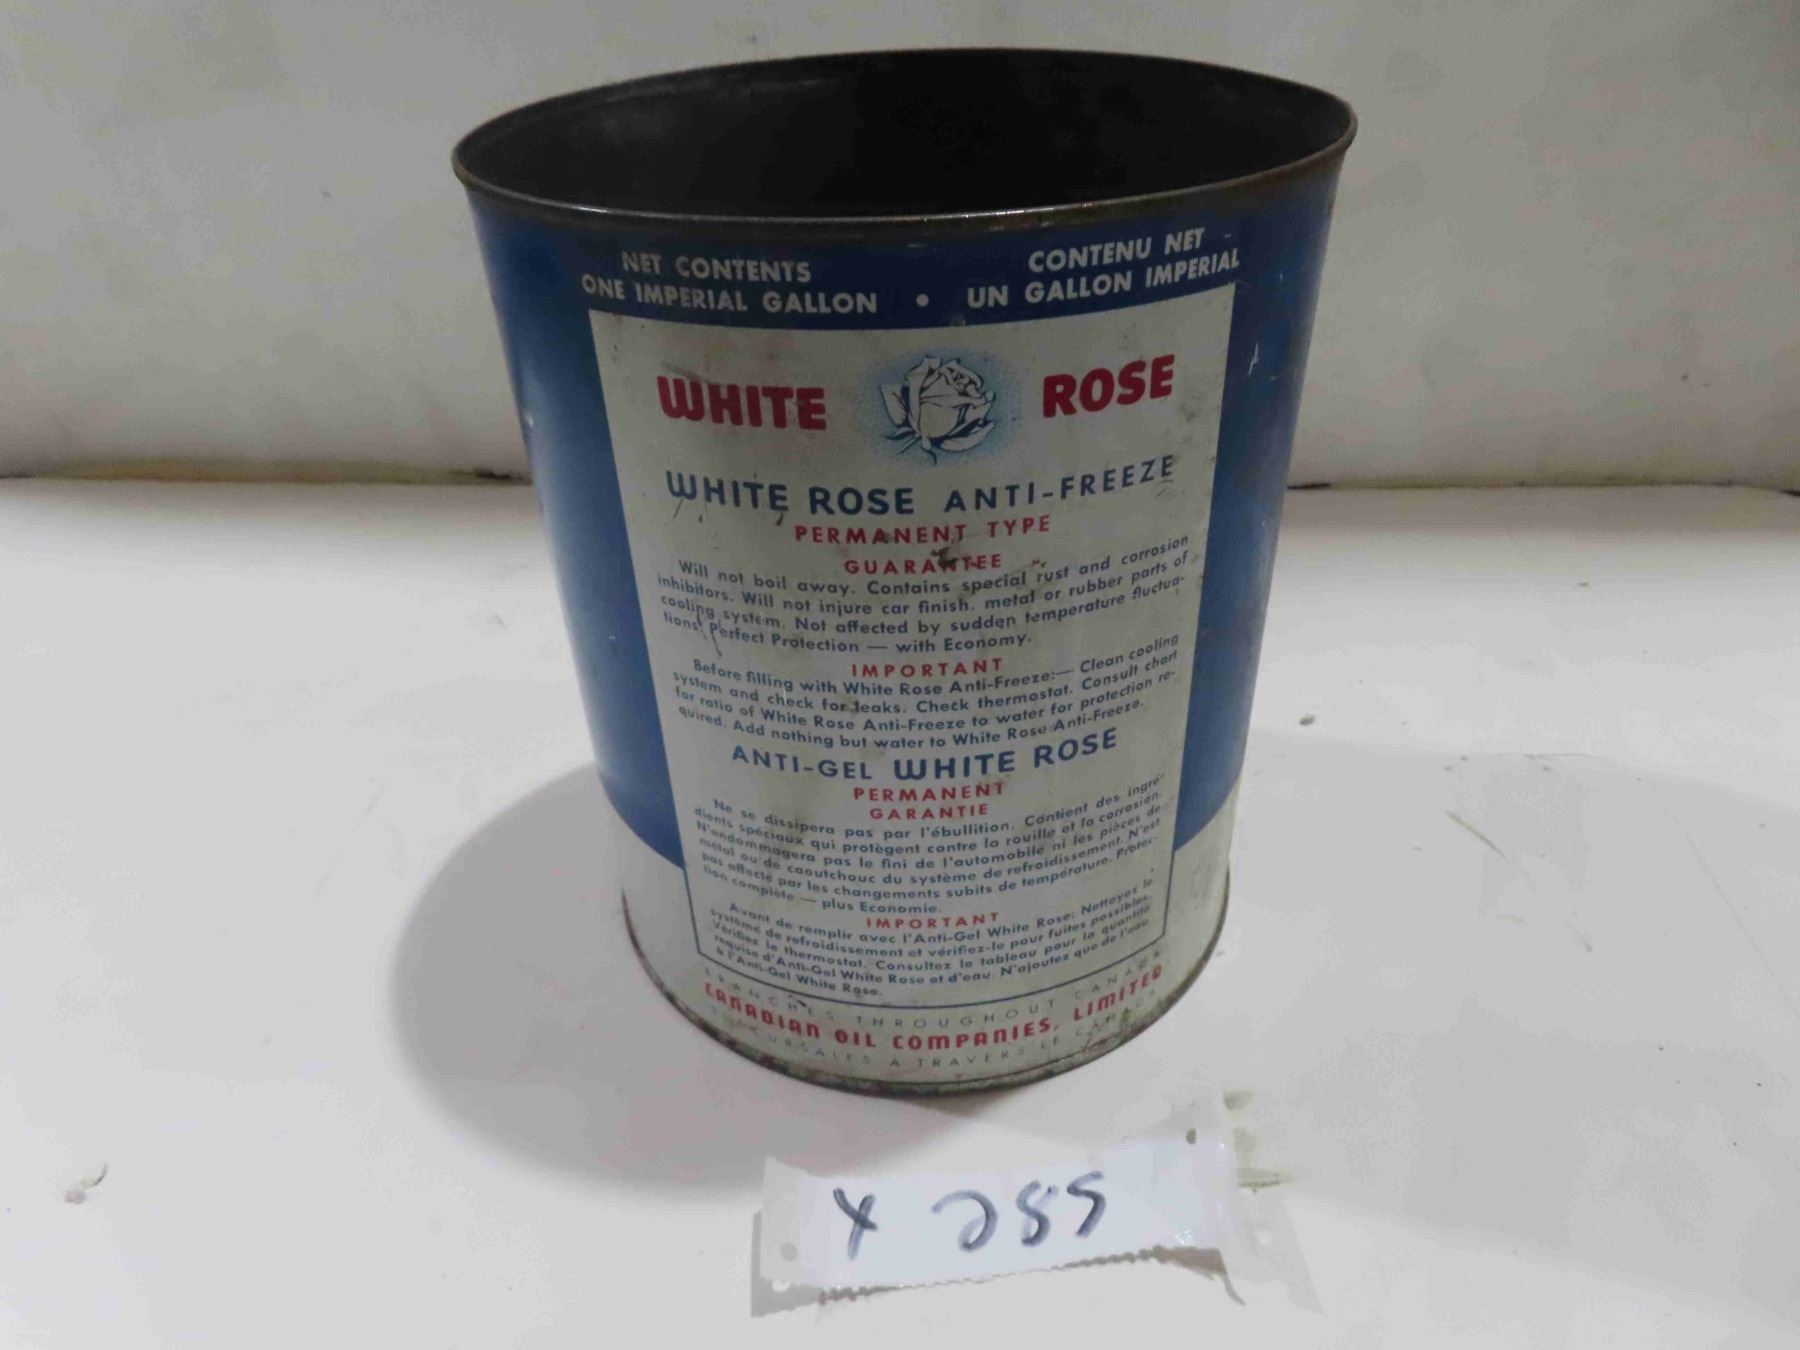 NET CONTENTS
ONE IMPERIAL GALLON • UN GALLON IMPERIAL
CONTENU NET
WHITE ROSE
WHITE ROSE ANTI-FREEZE
PERMANENT TYPE
GUARANTEE
Will not boil away. Contains special rust and corrosion
inhibitors. Will not injure car finish, metal or rubber parts of
cooling system. Not affected by sudden temperature fluctua-
tions. Perfect Protection — with Economy.
IMPORTANT
Before filling with White Rose Anti-Freeze:— Clean cooling
system and check for leaks. Check thermostat. Consult chart
for ratio of White Rose Anti-Freeze to water for protection re-
quired. Add nothing but water to White Rose Anti-Freeze.
ANTI-GEL WHITE ROSE
PERMANENT
GARANTIE
Ne se dissipera pas par l'ébullition. Contient des ingré-
dients spéciaux qui protègent contre la rouille et la corrosion.
N'endommagera pas le fini de l'automobile ni les pièces de
métal ou de caoutchouc du système de refroidissement. N'est
pas affecté par les changements subits de température. Protec-
tion complète — plus Economie.
IMPORTANT
Avant de remplir avec l'Anti-Gel White Rose: Nettoyez le
système de refroidissement et vérifiez-le pour fuites possibles.
Vérifiez le thermostat. Consultez le tableau pour la quantité
requise d'Anti-Gel White Rose et d'eau. N'ajoutez que de l'eau
à l'Anti-Gel White Rose.
BRANCHES THROUGHOUT CANADA
CANADIAN OIL COMPANIES, LIMITED
SUCCURSALES A TRAVERS LE CANADA
X 255